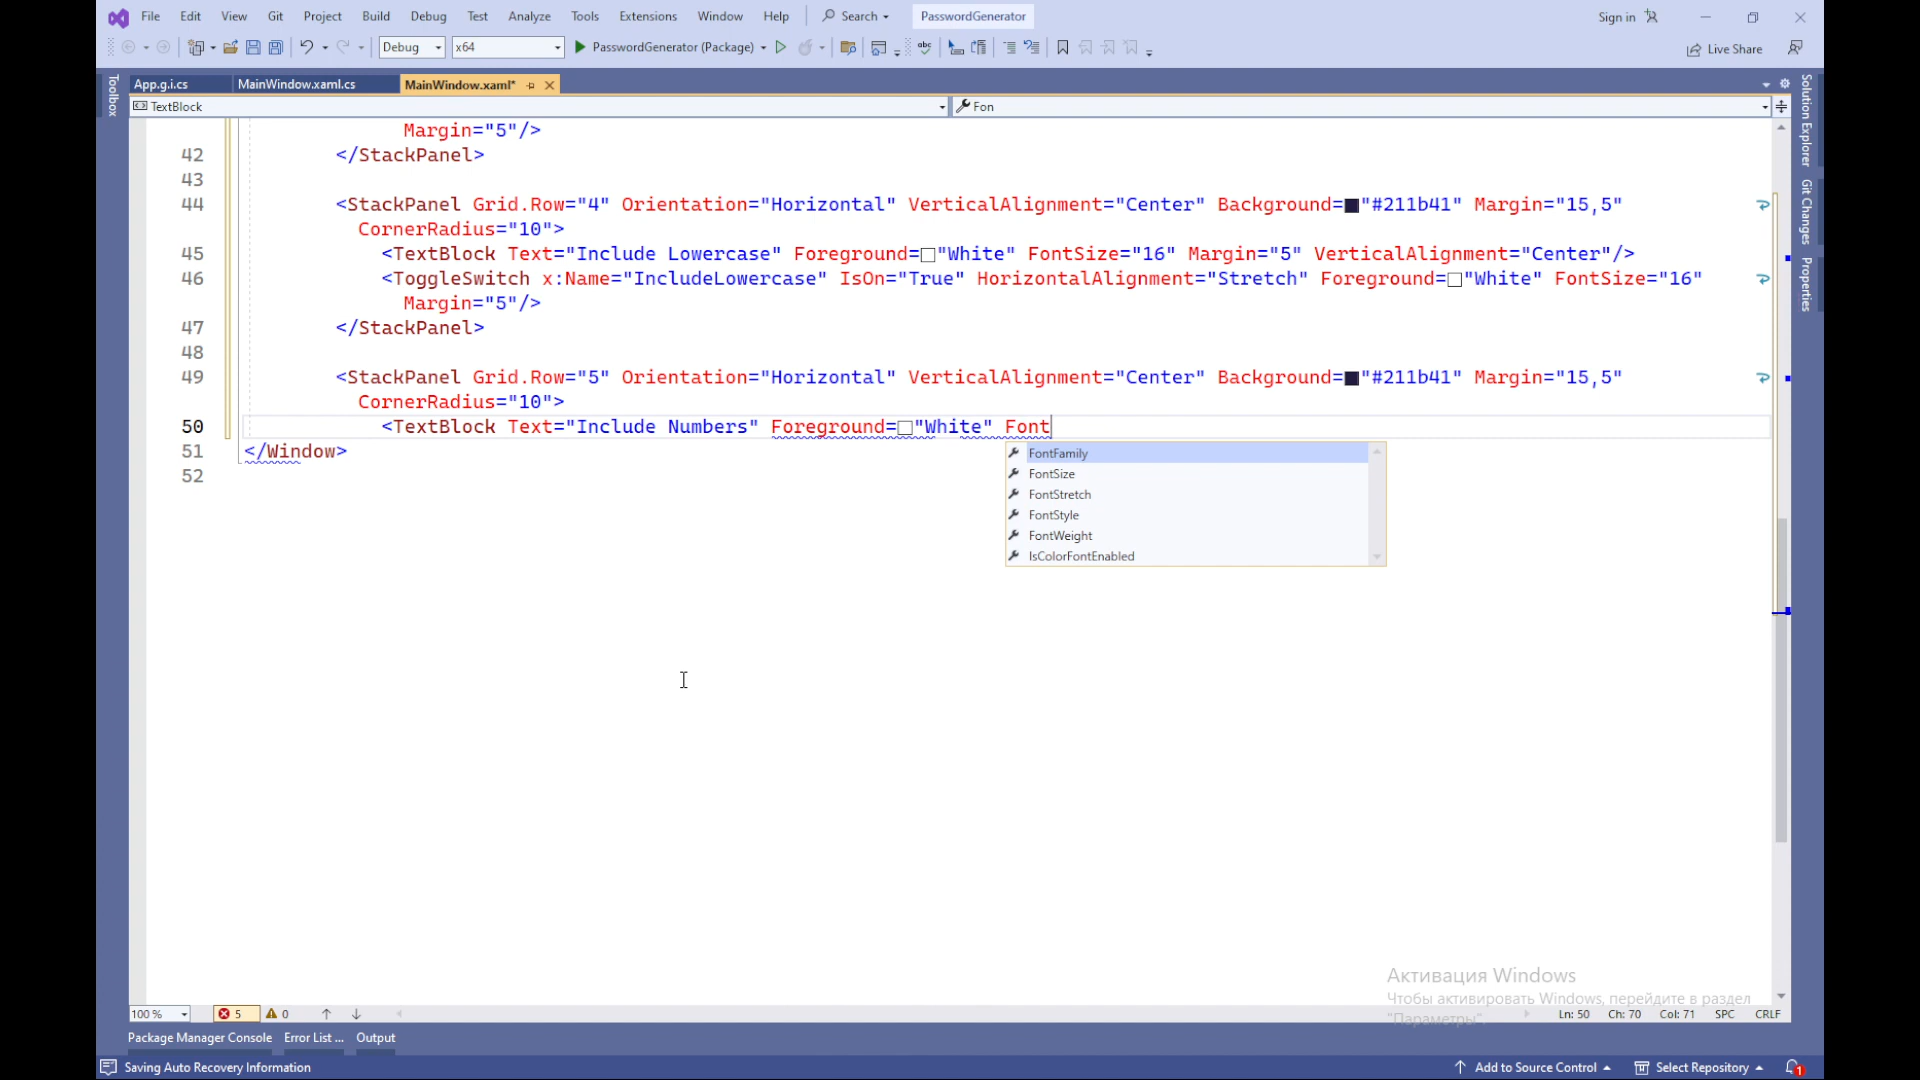 File Edit View Git Project Build Debug Test Analyze Tools Extensions Window Help Search PasswordGenerator Sign in
Debug x64 PasswordGenerator (Package) Live Share
App.g.i.cs MainWindow.xaml.cs MainWindow.xaml*
Toolbox
TextBlock Fon
Solution Explorer
Git Changes
Properties
Margin="5"/>
42 </StackPanel>
43
44 <StackPanel Grid.Row="4" Orientation="Horizontal" VerticalAlignment="Center" Background="#211b41" Margin="15,5"
CornerRadius="10">
45 <TextBlock Text="Include Lowercase" Foreground="White" FontSize="16" Margin="5" VerticalAlignment="Center"/>
46 <ToggleSwitch x:Name="IncludeLowercase" IsOn="True" HorizontalAlignment="Stretch" Foreground="White" FontSize="16"
Margin="5"/>
47 </StackPanel>
48
49 <StackPanel Grid.Row="5" Orientation="Horizontal" VerticalAlignment="Center" Background="#211b41" Margin="15,5"
CornerRadius="10">
50 <TextBlock Text="Include Numbers" Foreground="White" Font
51 </Window>
52
FontFamily
FontSize
FontStretch
FontStyle
FontWeight
IsColorFontEnabled
Активация Windows
Чтобы активировать Windows, перейдите в раздел
"Параметры".
100 % 5 0 Ln: 50 Ch: 70 Col: 71 SPC CRLF
Package Manager Console Error List ... Output
Saving Auto Recovery Information Add to Source Control Select Repository 1